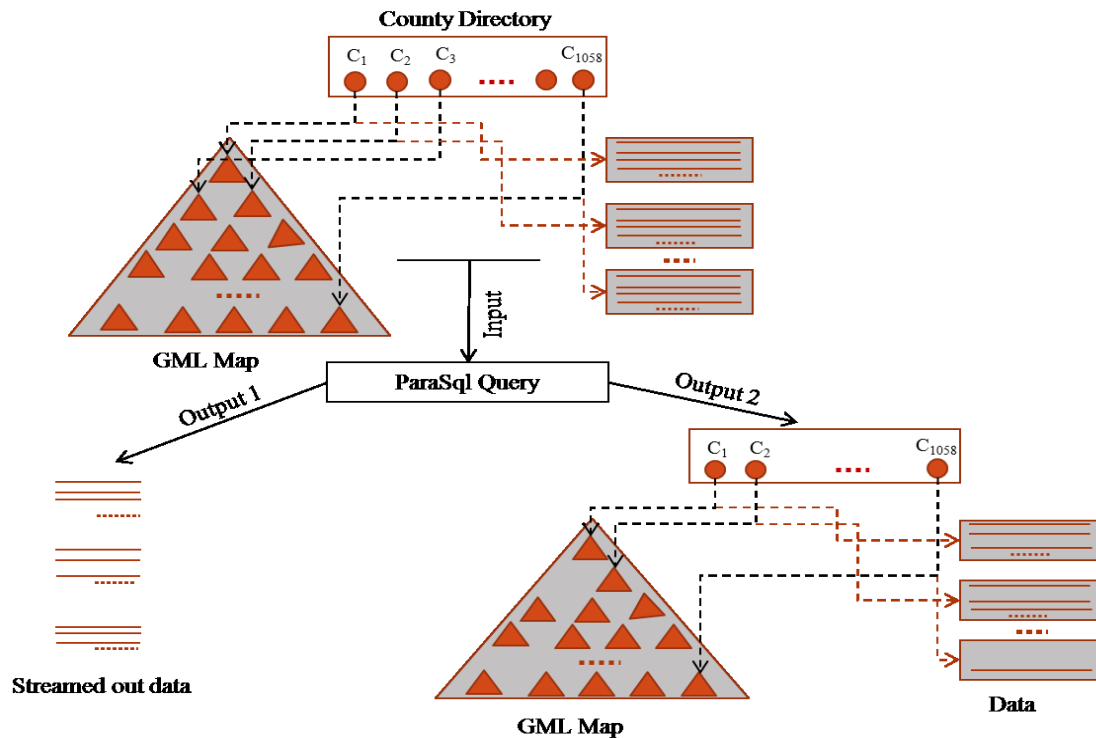 County Directory
C₁ C₂ C₃ C₁₀₅₈
Input
GML Map
ParaSql Query
Output 1
Output 2
C₁ C₂ C₁₀₅₈
Streamed out data
GML Map
Data